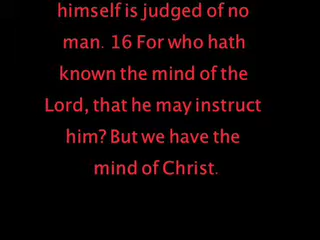 himself is judged of no
man. 16 For who hath
known the mind of the
Lord, that he may instruct
him? But we have the
mind of Christ.